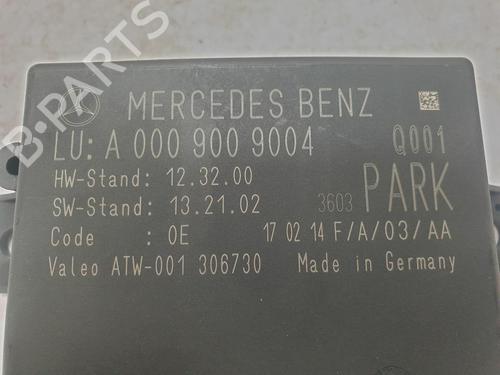 B-PARTS
MERCEDES BENZ
LU: A 000 900 9004 Q001
HW-Stand: 12.32.00
SW-Stand: 13.21.02 3603 PARK
Code : 0E 17 02 14 F/A/03/AA
Valeo ATW-001 306730 Made in Germany